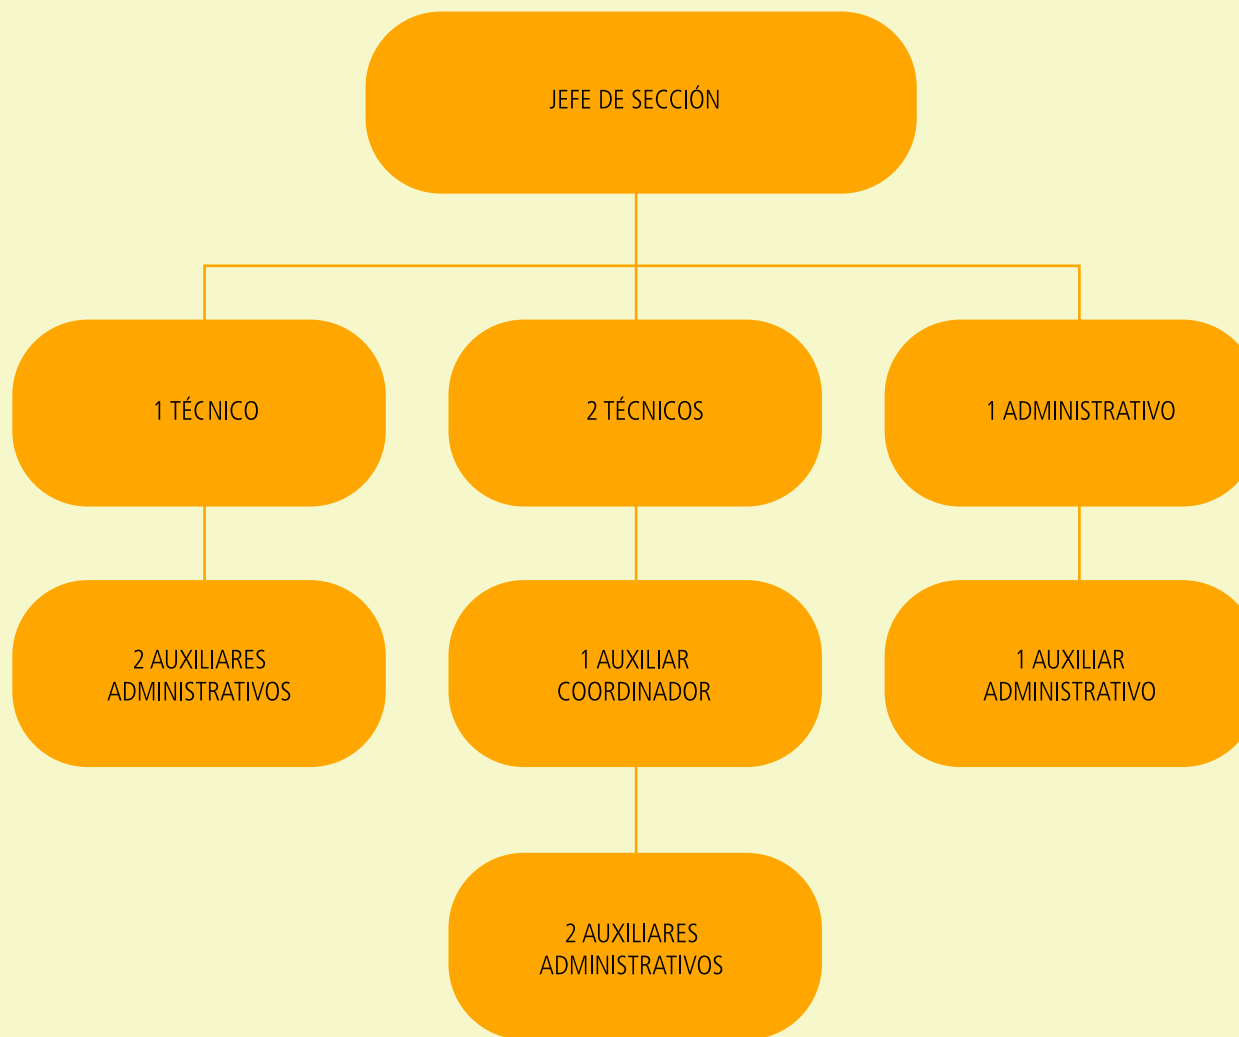 JEFE DE SECCIÓN
1 TÉCNICO
2 TÉCNICOS
1 ADMINISTRATIVO
2 AUXILIARES
ADMINISTRATIVOS
1 AUXILIAR
COORDINADOR
1 AUXILIAR
ADMINISTRATIVO
2 AUXILIARES
ADMINISTRATIVOS